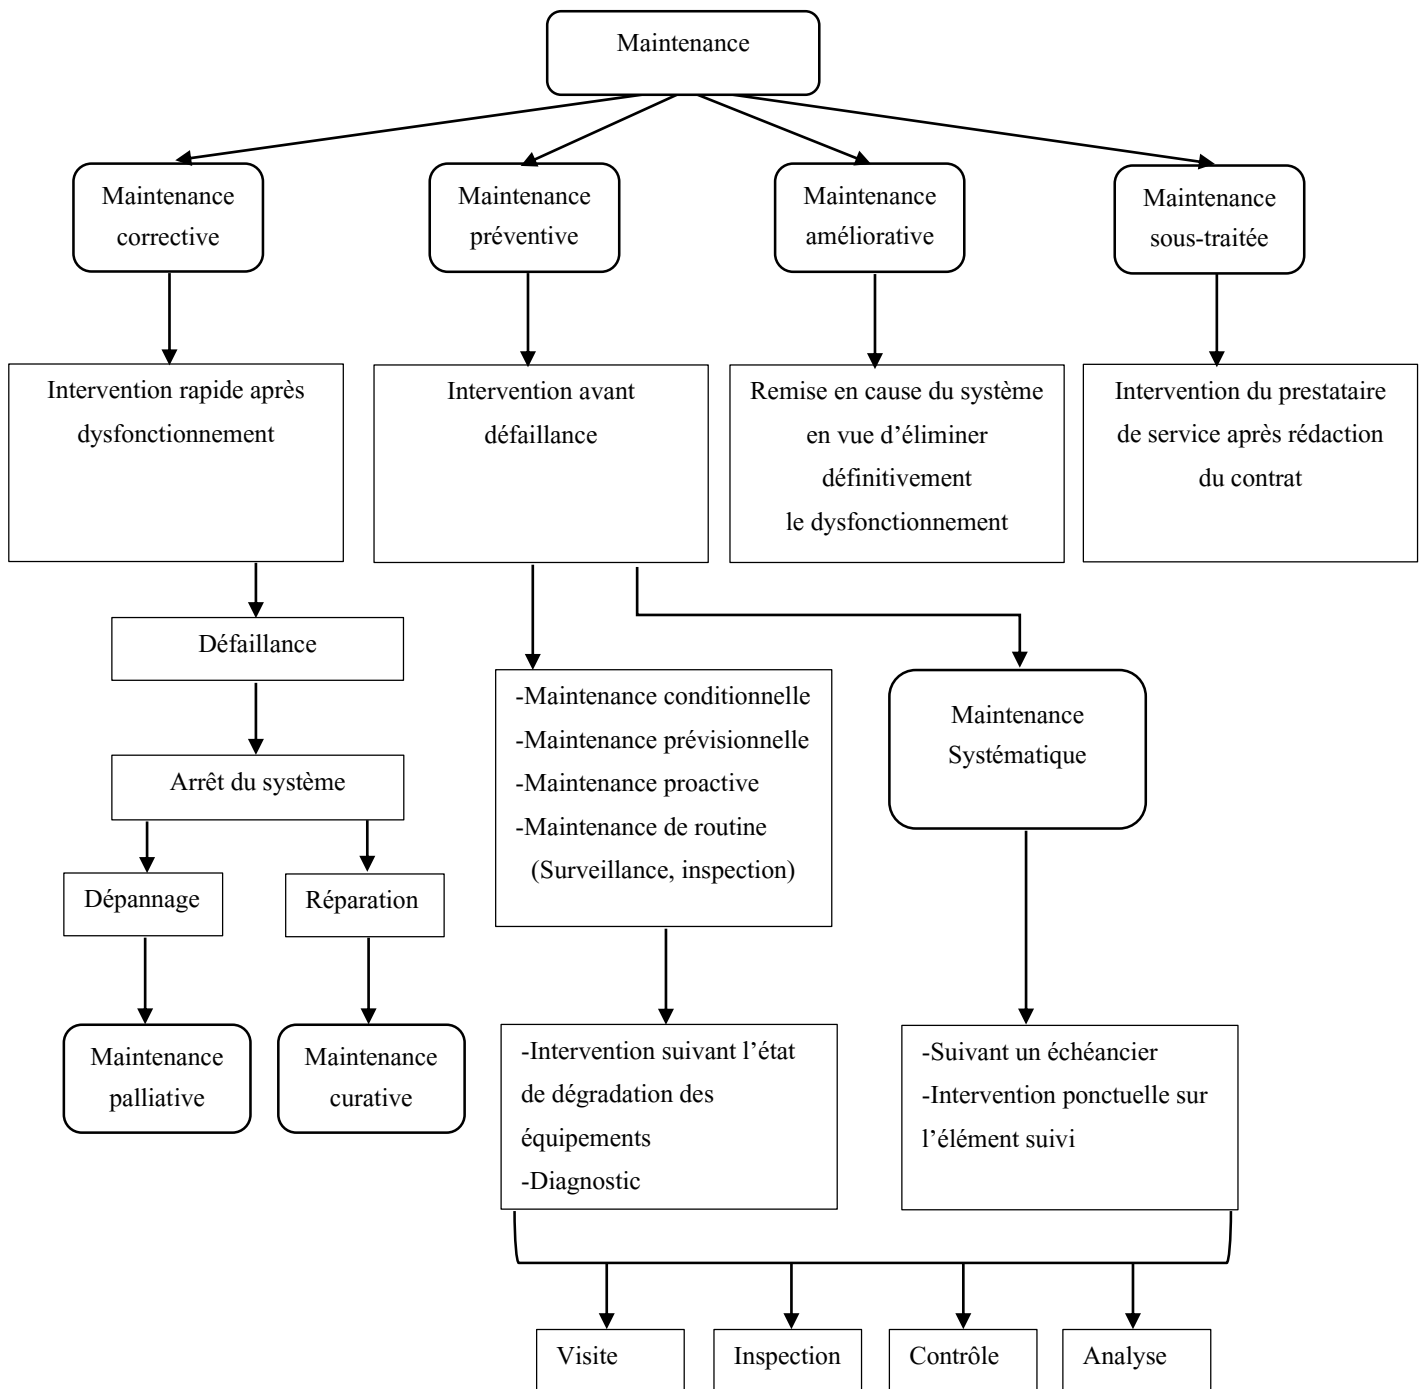 Maintenance
Maintenance
corrective
Maintenance
préventive
Maintenance
améliorative
Maintenance
sous-traitée
Intervention rapide après
dysfonctionnement
Intervention avant
défaillance
Remise en cause du système
en vue d’éliminer
définitivement
le dysfonctionnement
Intervention du prestataire
de service après rédaction
du contrat
Défaillance
Arrêt du système
Dépannage
Réparation
Maintenance
palliative
Maintenance
curative
-Maintenance conditionnelle
-Maintenance prévisionnelle
-Maintenance proactive
-Maintenance de routine
(Surveillance, inspection)
Maintenance
Systématique
-Intervention suivant l’état
de dégradation des
équipements
-Diagnostic
-Suivant un échéancier
-Intervention ponctuelle sur
l’élément suivi
Visite
Inspection
Contrôle
Analyse